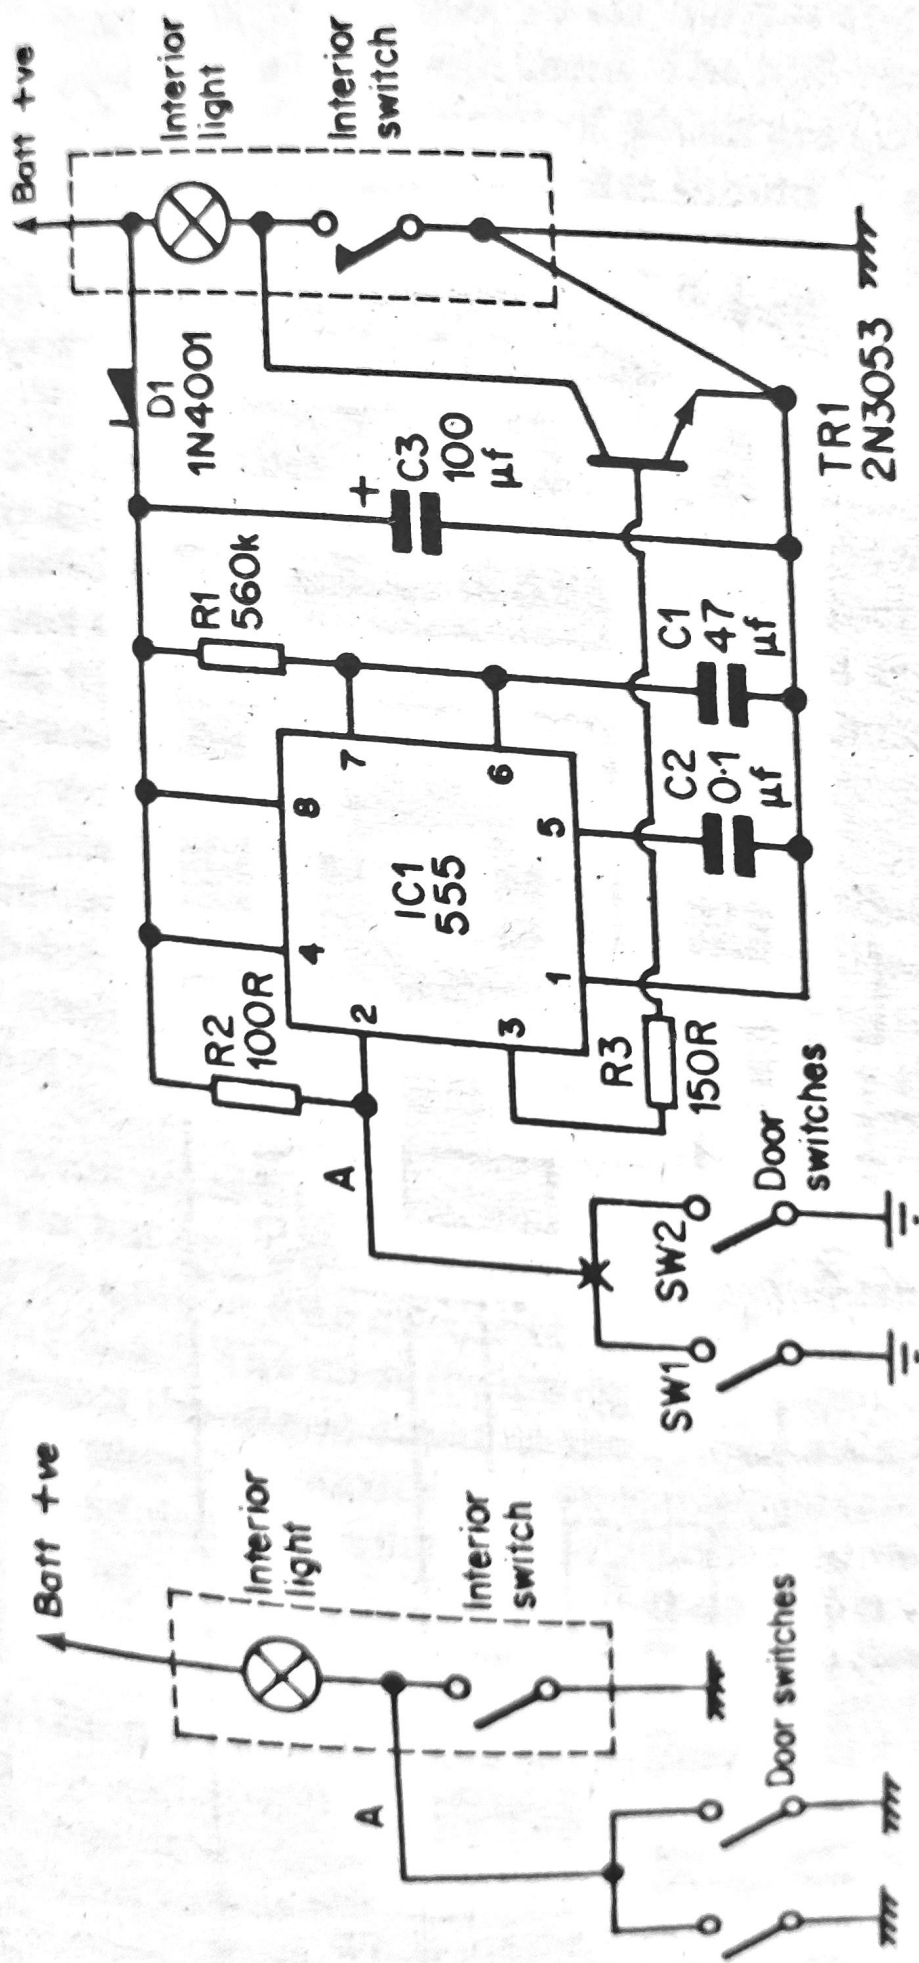 Batt +ve
Interior
light
Interior
switch
A
Door switches
Batt +ve
Interior
light
Interior
switch
D1
1N4001
R1
560k
C3
100
µf
+
R2
100R
A
2
4
8
7
6
5
1
3
IC1
555
R3
150R
C2
0·1
µf
C1
47
µf
TR1
2N3053
SW1
SW2
Door
switches